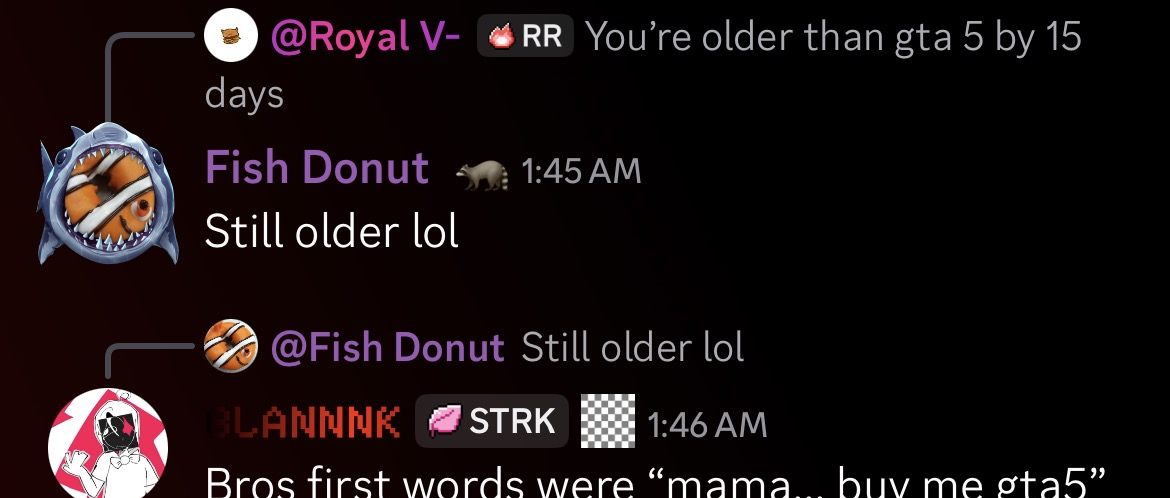 @Royal V- RR You’re older than gta 5 by 15
days
Fish Donut 1:45 AM
Still older lol
@Fish Donut Still older lol
BLANNNK STRK 1:46 AM
Bros first words were “mama... buy me gta5”